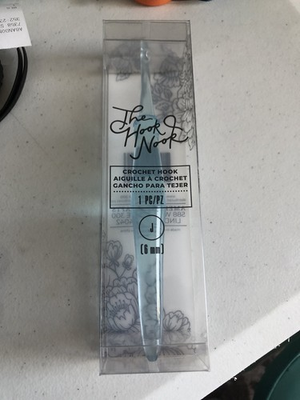 The
Hook
Nook
CROCHET HOOK
AIGUILLE À CROCHET
GANCHO PARA TEJER
1 PC/PZ
J
(6 mm)